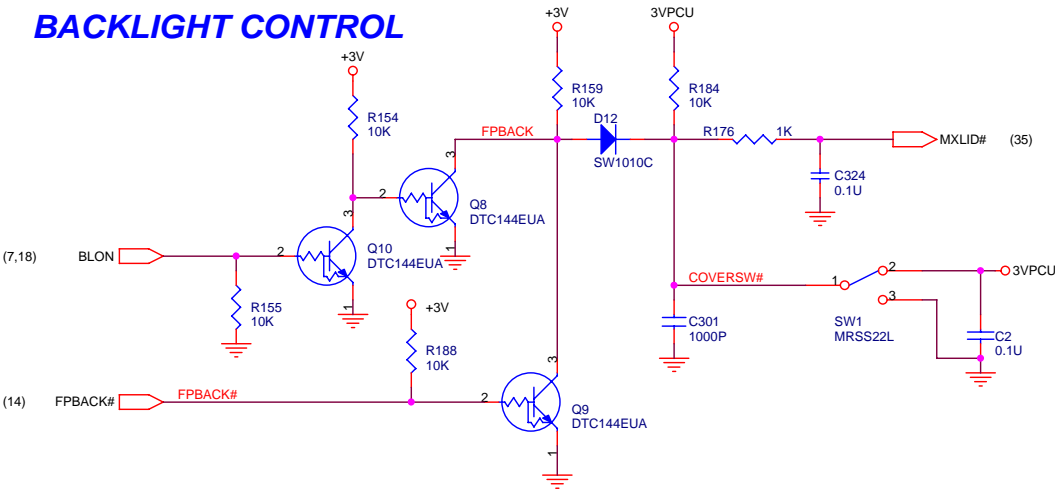 BACKLIGHT CONTROL
+3V
3VPCU
+3V
R159
10K
R184
10K
R154
10K
D12
SW1010C
FPBACK
R176
1K
MXLID#
(35)
C324
0.1U
3
2
Q8
DTC144EUA
1
3
(7,18)
BLON
2
Q10
DTC144EUA
1
R155
10K
+3V
R188
10K
COVERSW#
1
2
3
3VPCU
SW1
MRSS22L
C301
1000P
C2
0.1U
3
(14)
FPBACK#
FPBACK#
2
Q9
DTC144EUA
1